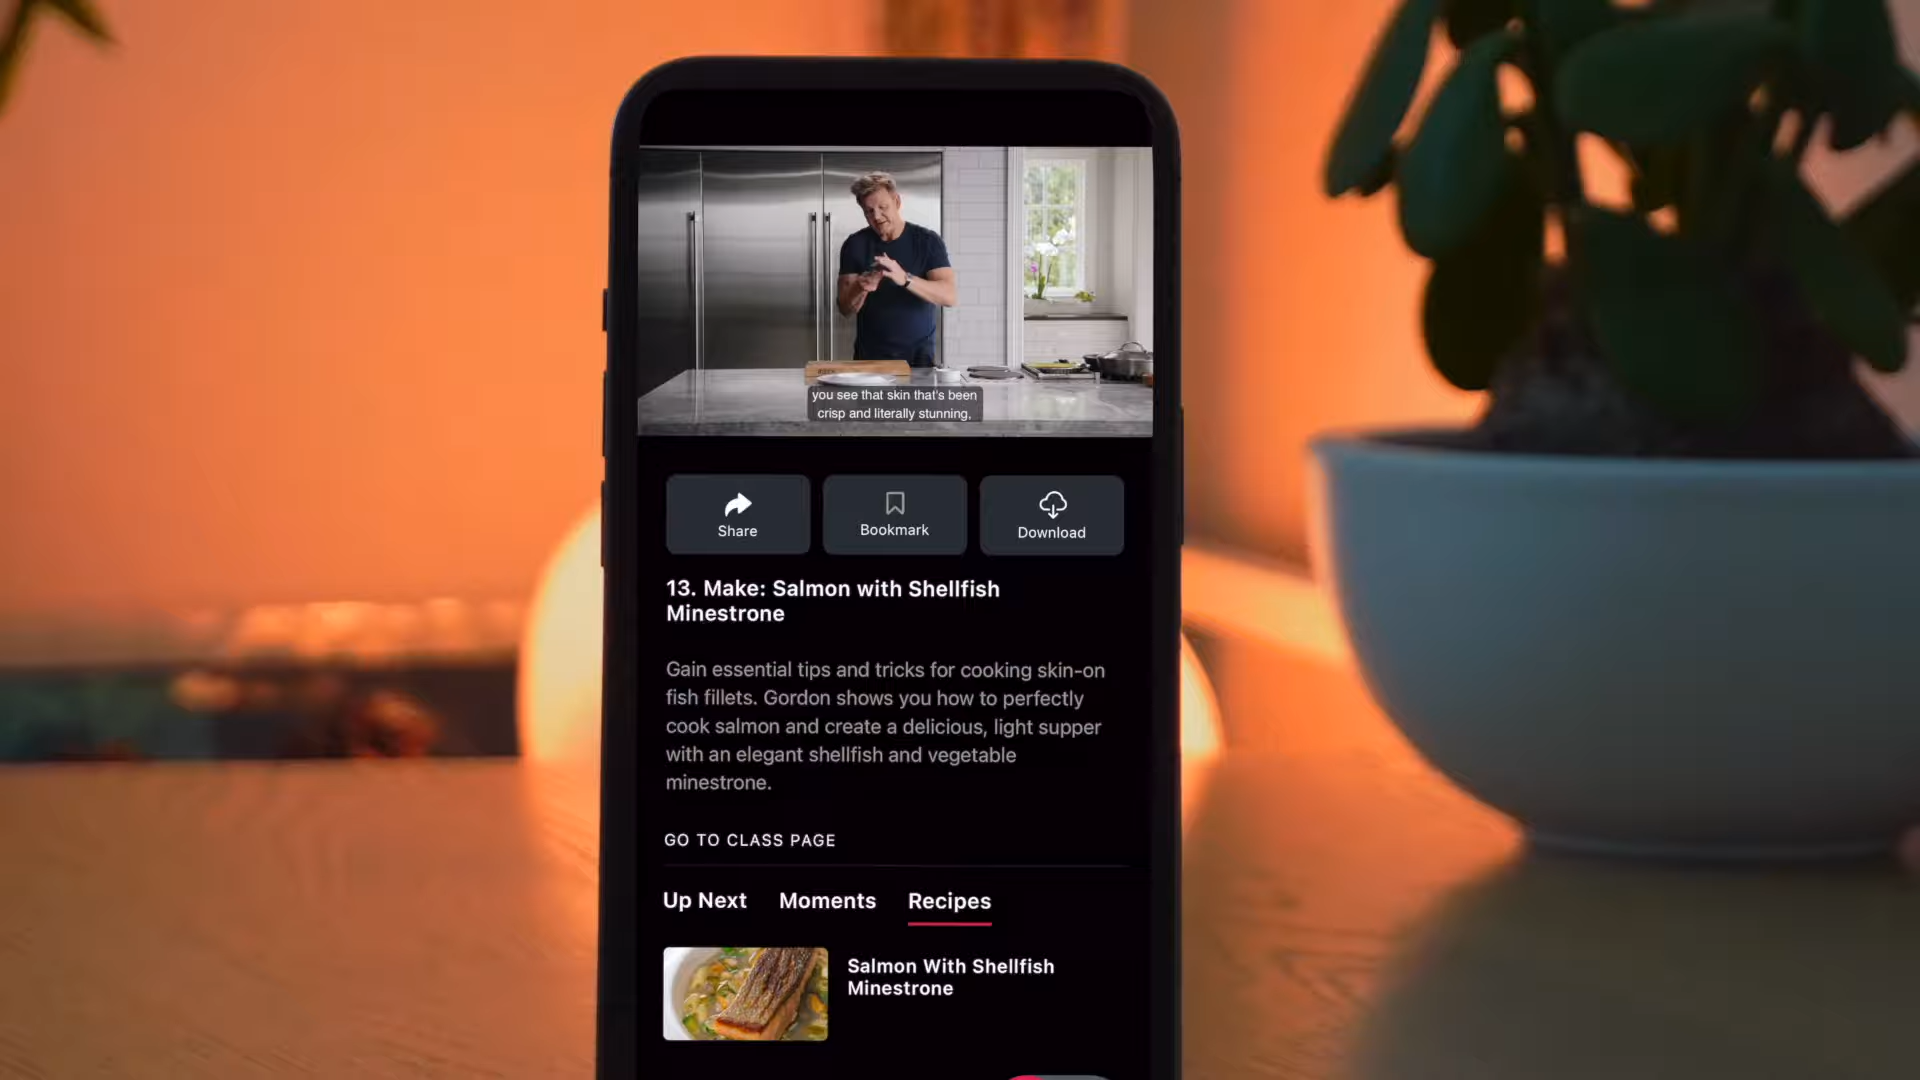 you see that skin that's been
crisp and literally stunning,
Share
Bookmark
Download
13. Make: Salmon with Shellfish
Minestrone
Gain essential tips and tricks for cooking skin-on
fish fillets. Gordon shows you how to perfectly
cook salmon and create a delicious, light supper
with an elegant shellfish and vegetable
minestrone.
GO TO CLASS PAGE
Up Next
Moments
Recipes
Salmon With Shellfish
Minestrone